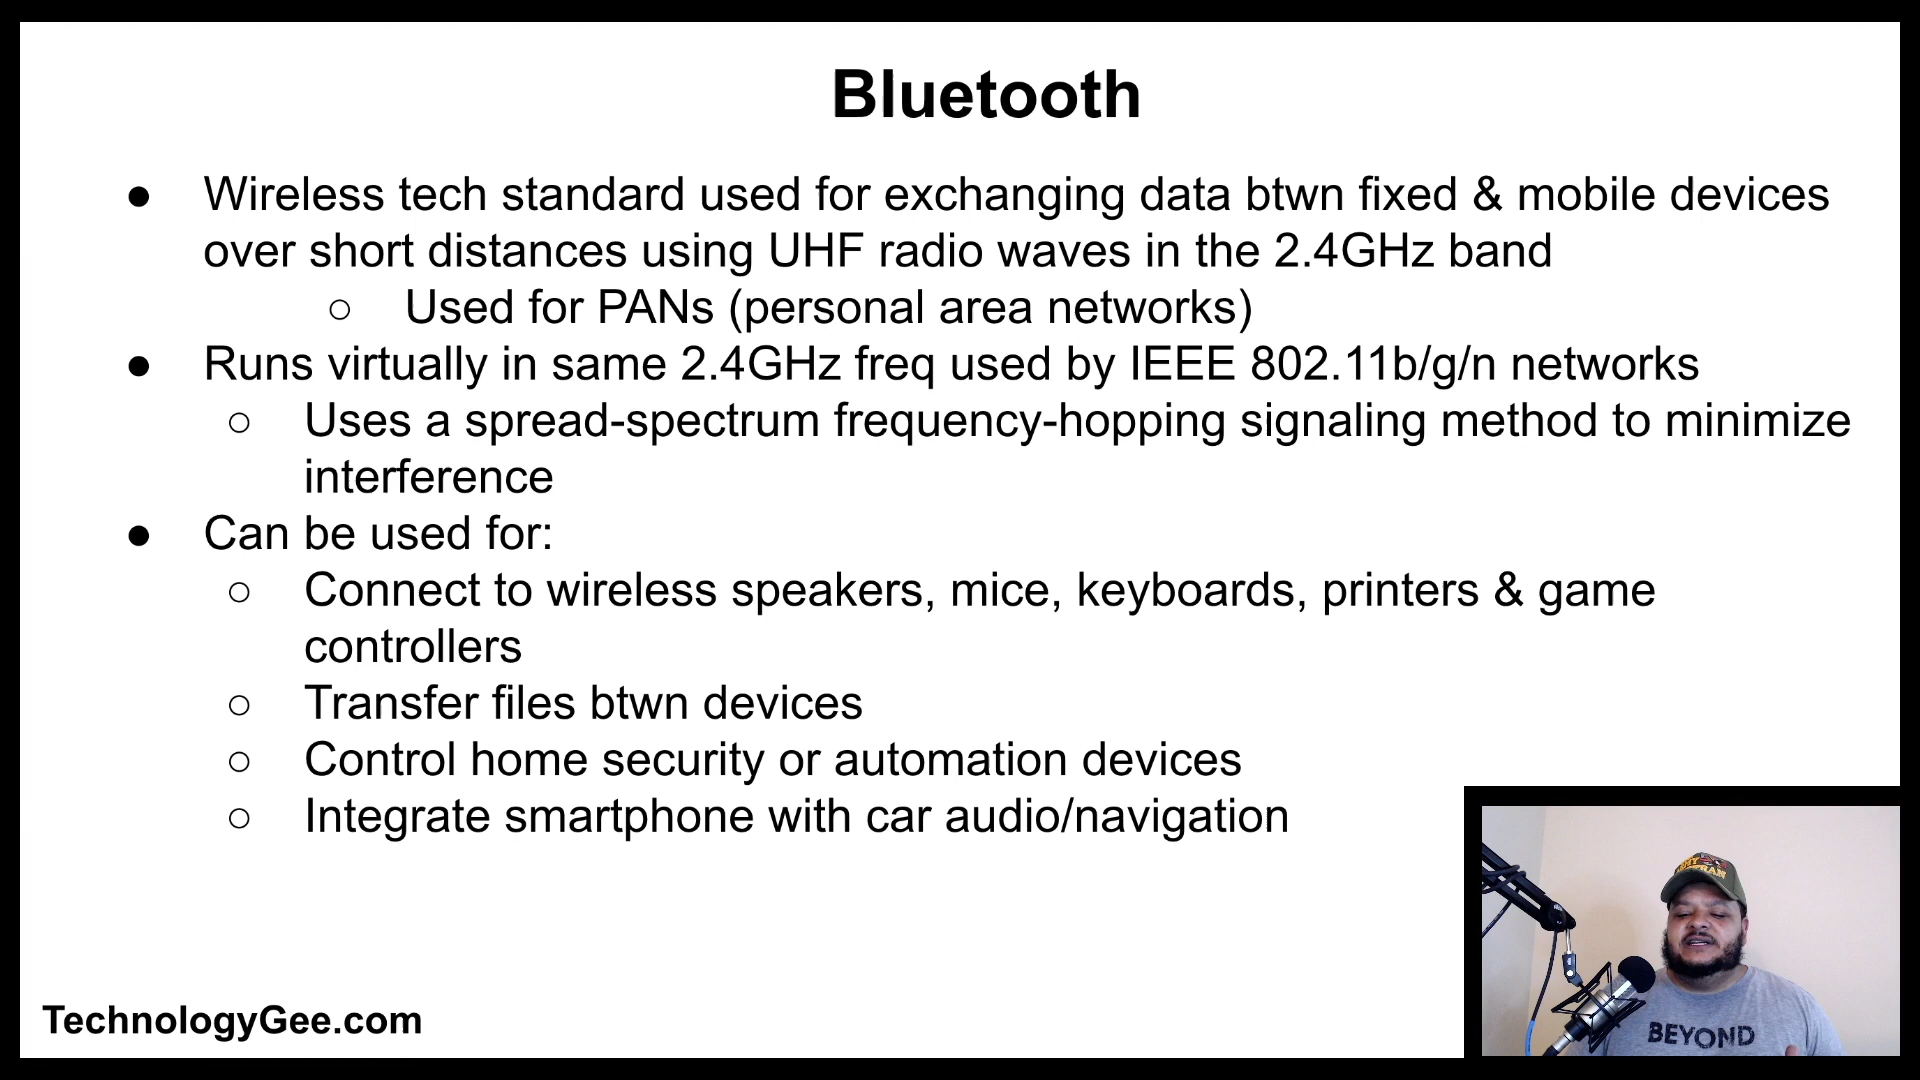 Bluetooth
● Wireless tech standard used for exchanging data btwn fixed & mobile devices
over short distances using UHF radio waves in the 2.4GHz band
○ Used for PANs (personal area networks)
● Runs virtually in same 2.4GHz freq used by IEEE 802.11b/g/n networks
○ Uses a spread-spectrum frequency-hopping signaling method to minimize
interference
● Can be used for:
○ Connect to wireless speakers, mice, keyboards, printers & game
controllers
○ Transfer files btwn devices
○ Control home security or automation devices
○ Integrate smartphone with car audio/navigation
TechnologyGee.com
BEYOND